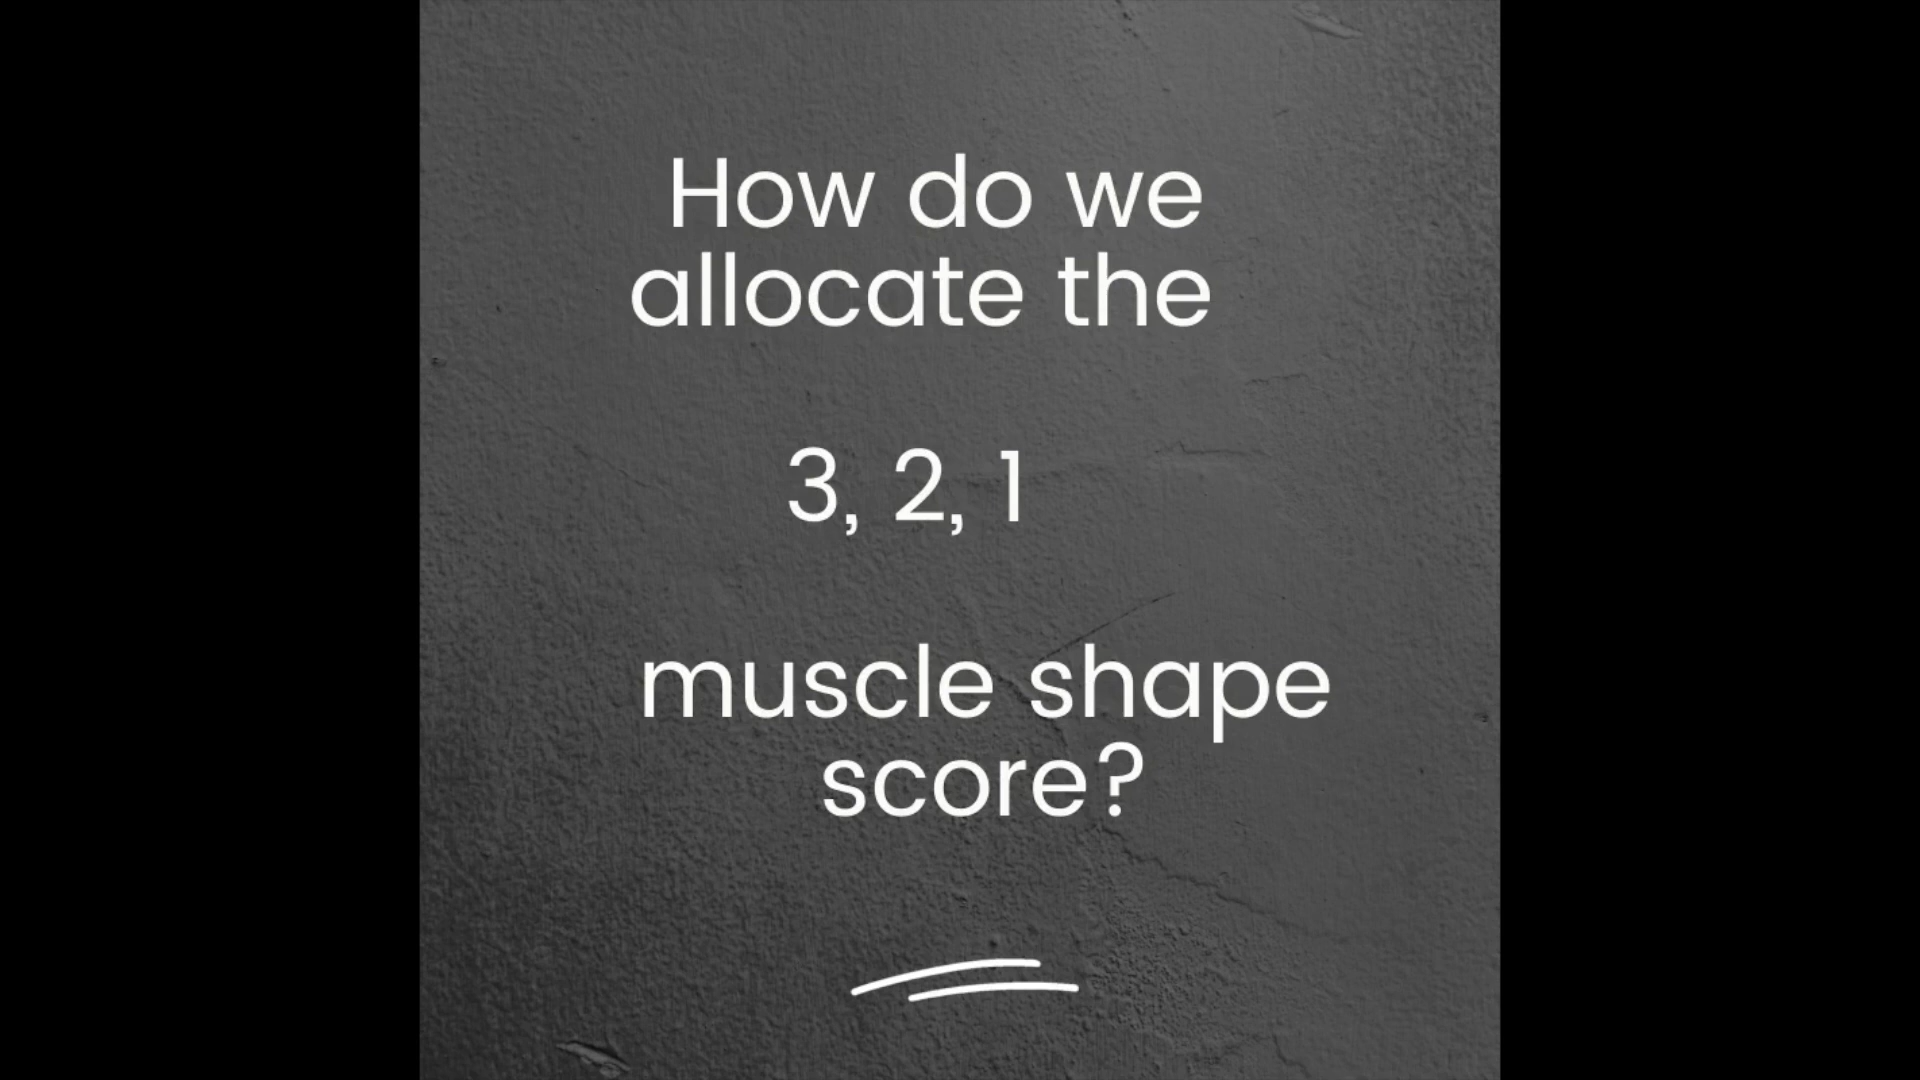 How do we
allocate the
3, 2, 1
muscle shape
score?